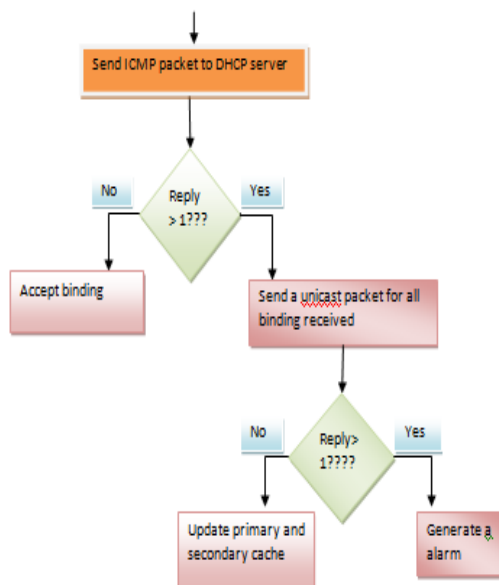 Send ICMP packet to DHCP server
No
Yes
Reply
> 1???
Accept binding
Send a unicast packet for all
binding received
No
Yes
Reply>
1????
Update primary and
secondary cache
Generate a
alarm